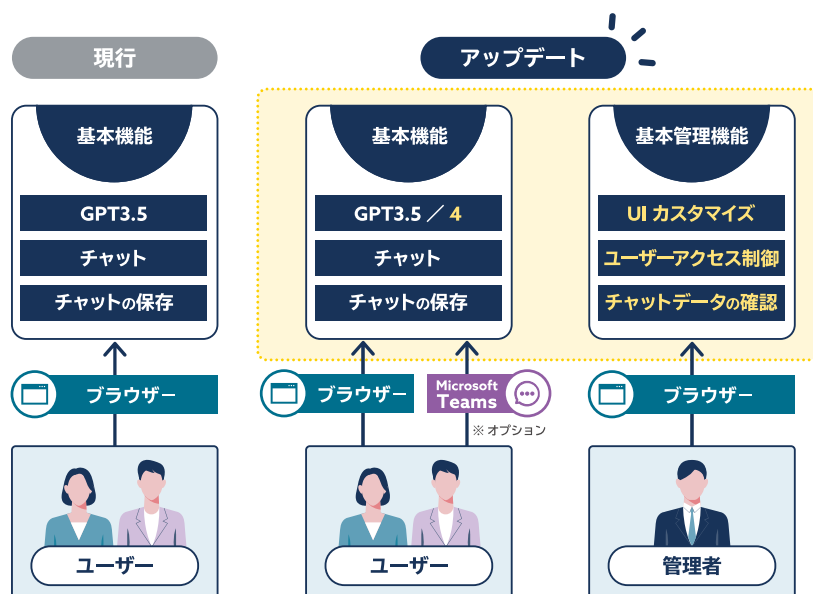 現行
アップデート
基本機能
GPT3.5
チャット
チャットの保存
ブラウザー
ユーザー
基本機能
GPT3.5 ／ 4
チャット
チャットの保存
ブラウザー
Microsoft
Teams
※ オプション
ユーザー
基本管理機能
UI カスタマイズ
ユーザーアクセス制御
チャットデータの確認
ブラウザー
管理者